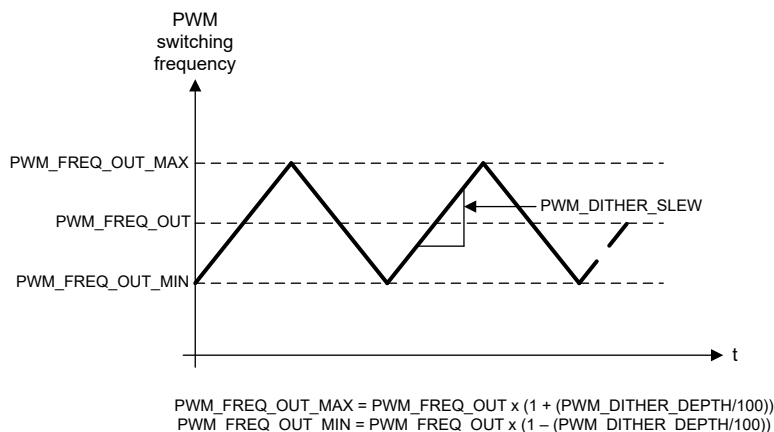 PWM
switching
frequency
PWM_FREQ_OUT_MAX
PWM_FREQ_OUT
PWM_DITHER_SLEW
PWM_FREQ_OUT_MIN
t
PWM_FREQ_OUT_MAX = PWM_FREQ_OUT x (1 + (PWM_DITHER_DEPTH/100))
PWM_FREQ_OUT_MIN = PWM_FREQ_OUT x (1 – (PWM_DITHER_DEPTH/100))